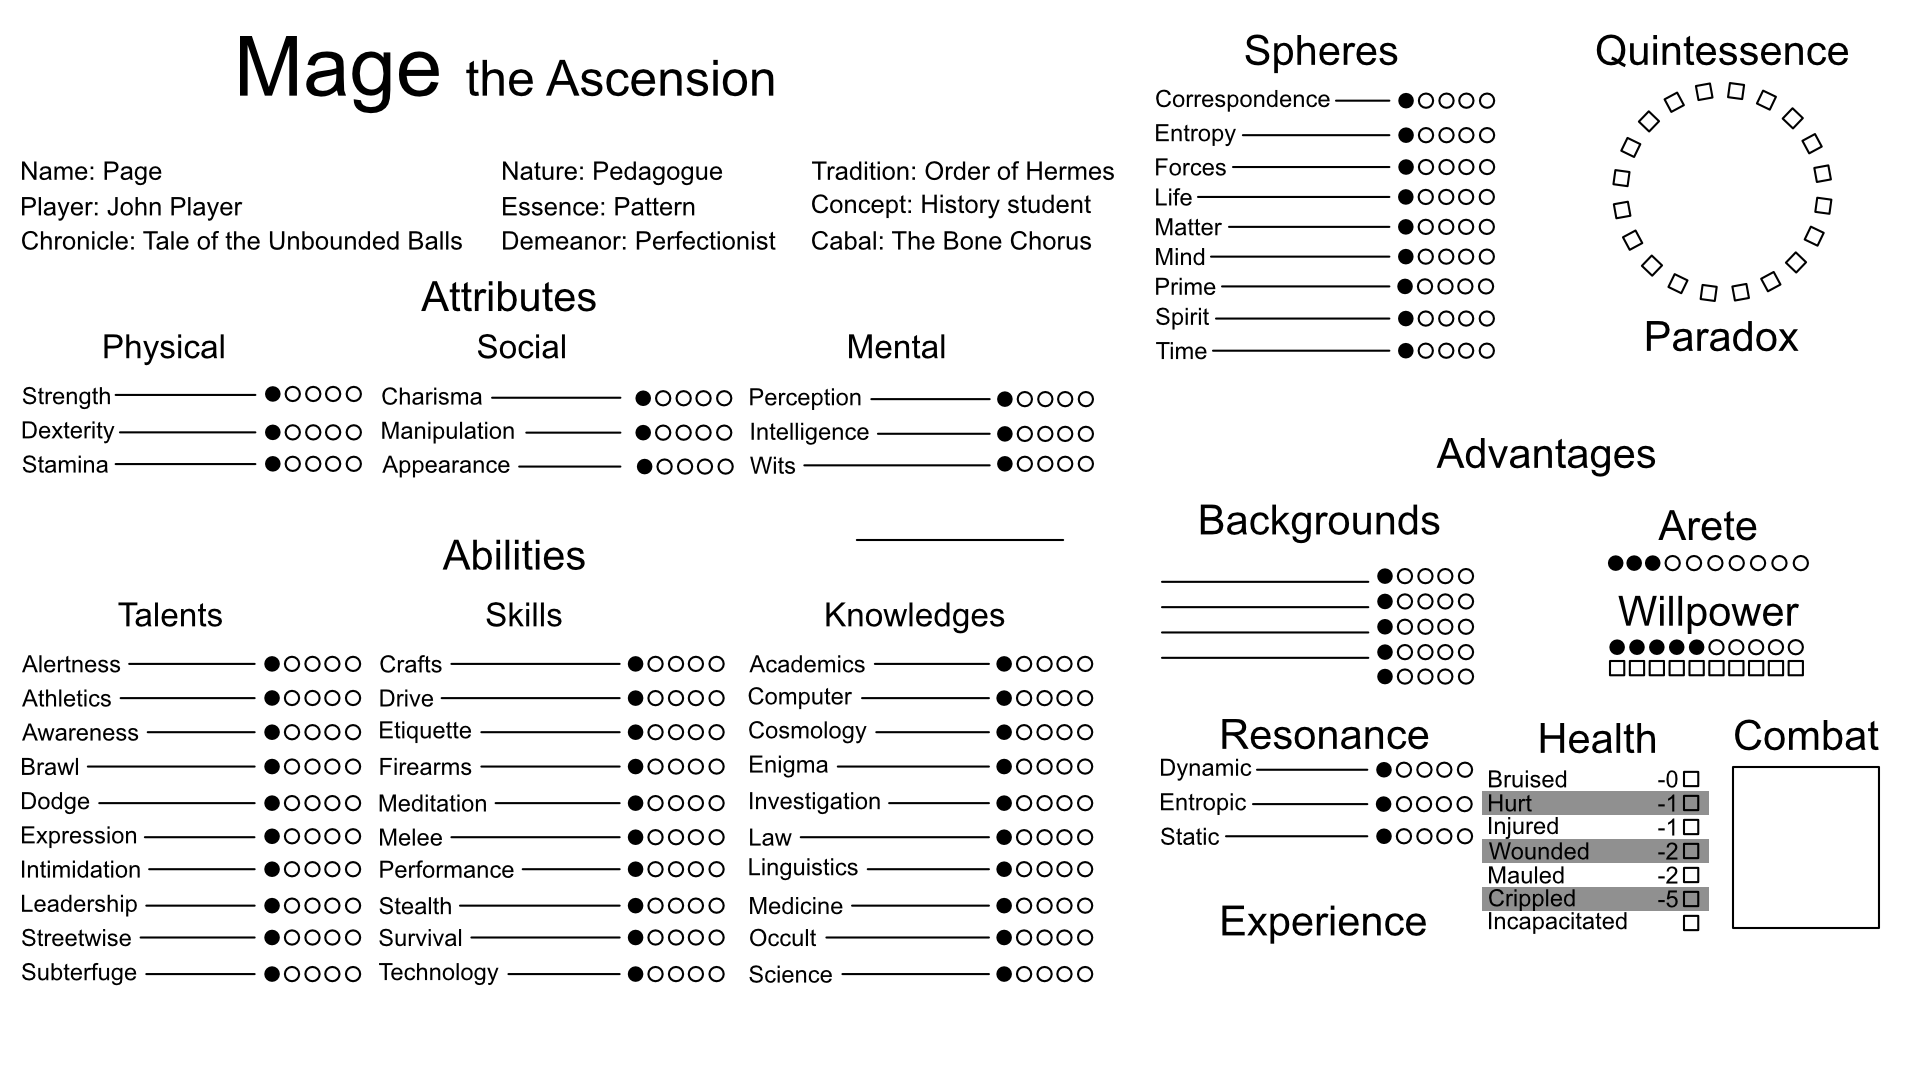 Mage the Ascension
Name: Page
Nature: Pedagogue
Tradition: Order of Hermes
Player: John Player
Essence: Pattern
Concept: History student
Chronicle: Tale of the Unbounded Balls
Demeanor: Perfectionist
Cabal: The Bone Chorus
Attributes
Physical
Social
Mental
Strength
Charisma
Perception
Dexterity
Manipulation
Intelligence
Stamina
Appearance
Wits
Abilities
Talents
Skills
Knowledges
Alertness
Crafts
Academics
Athletics
Drive
Computer
Awareness
Etiquette
Cosmology
Brawl
Firearms
Enigma
Dodge
Meditation
Investigation
Expression
Melee
Law
Intimidation
Performance
Linguistics
Leadership
Stealth
Medicine
Streetwise
Survival
Occult
Subterfuge
Technology
Science
Spheres
Correspondence
Entropy
Forces
Life
Matter
Mind
Prime
Spirit
Time
Quintessence
Paradox
Advantages
Backgrounds
Arete
Willpower
Resonance
Dynamic
Entropic
Static
Experience
Health
Bruised -0
Hurt -1
Injured -1
Wounded -2
Mauled -2
Crippled -5
Incapacitated
Combat